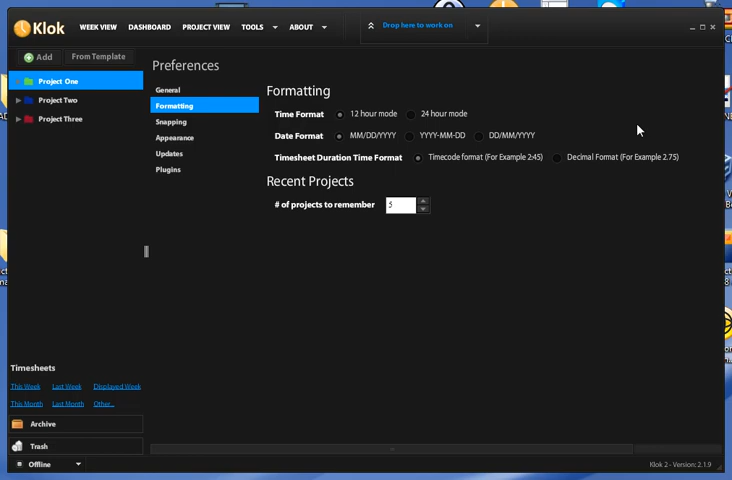 Klok WEEK VIEW DASHBOARD PROJECT VIEW TOOLS ABOUT Drop here to work on
Add From Template
Preferences
Project One
Project Two
Project Three
General
Formatting
Snapping
Appearance
Updates
Plugins
Formatting
Time Format 12 hour mode 24 hour mode
Date Format MM/DD/YYYY YYYY-MM-DD DD/MM/YYYY
Timesheet Duration Time Format Timecode format (For Example 2:45) Decimal Format (For Example 2.75)
Recent Projects
# of projects to remember 5
Timesheets
This Week Last Week Displayed Week
This Month Last Month Other...
Archive
Trash
Offline
Klok 2 - Version: 2.1.9